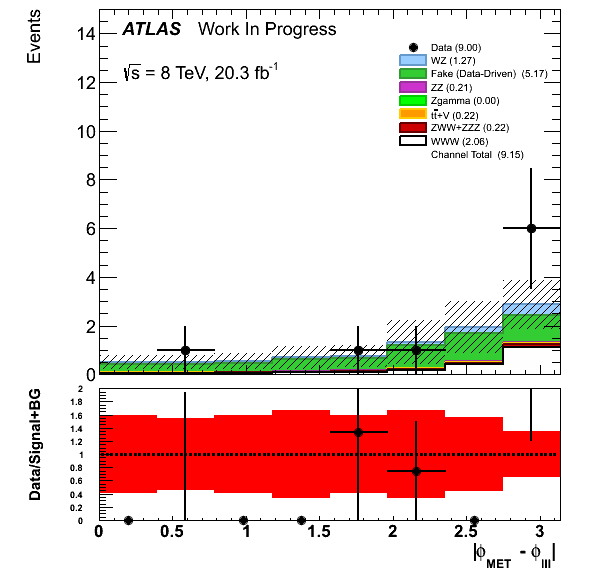 Events
ATLAS Work In Progress
√s = 8 TeV, 20.3 fb⁻¹
Data (9.00)
WZ (1.27)
Fake (Data-Driven) (5.17)
ZZ (0.21)
Zgamma (0.00)
tt̄+V (0.22)
ZWW+ZZZ (0.22)
WWW (2.06)
Channel Total (9.15)
14
12
10
8
6
4
2
0
Data/Signal+BG
2
1.8
1.6
1.4
1.2
1
0.8
0.6
0.4
0.2
0
0 0.5 1 1.5 2 2.5 3
|ϕMET - ϕlll|